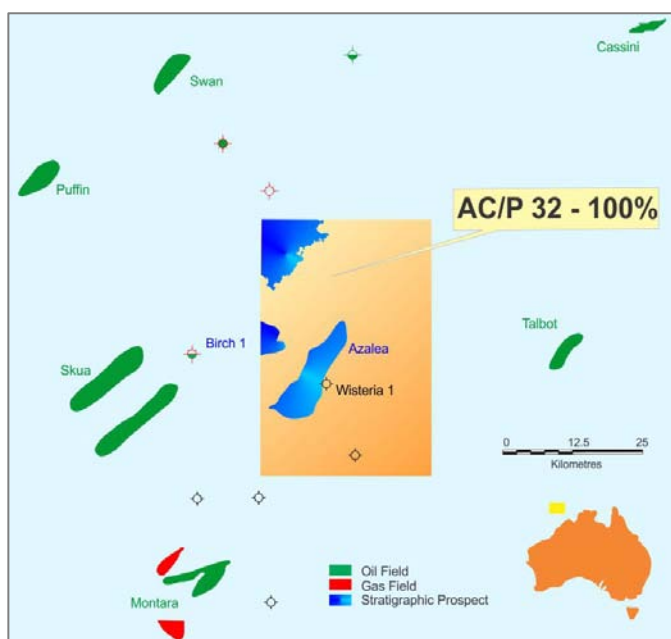 Cassini
Swan
Puffin
AC/P 32 - 100%
Talbot
Birch 1
Azalea
Skua
Wisteria 1
0 12.5 25
Kilometres
Oil Field
Gas Field
Stratigraphic Prospect
Montara